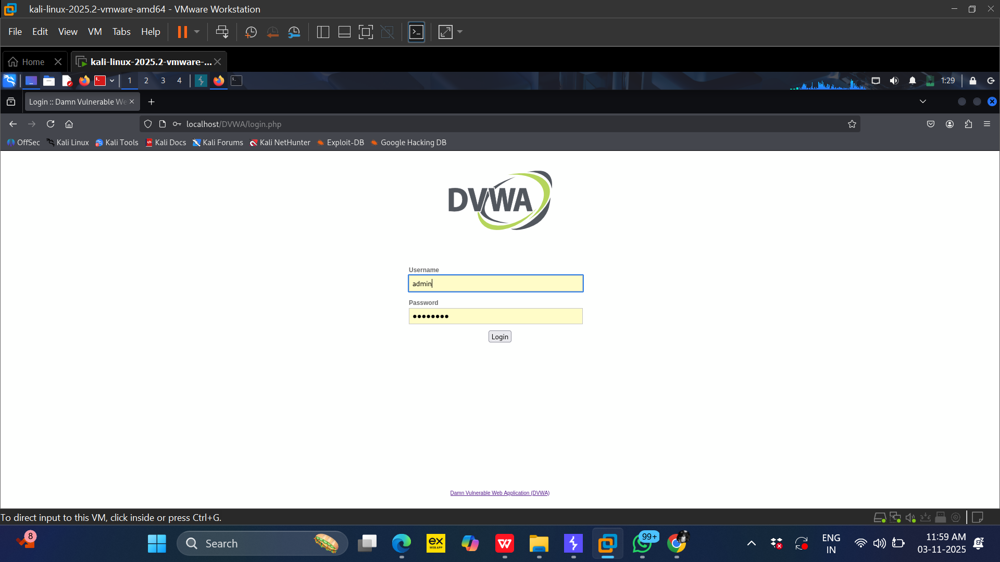 kali-linux-2025.2-vmware-amd64 - VMware Workstation
File Edit View VM Tabs Help
Home kali-linux-2025.2-vmware-...
1 2 3 4 1:29
Login :: Damn Vulnerable We
localhost/DVWA/login.php
OffSec Kali Linux Kali Tools Kali Docs Kali Forums Kali NetHunter Exploit-DB Google Hacking DB
DVWA
Username
admin
Password
Login
Damn Vulnerable Web Application (DVWA)
To direct input to this VM, click inside or press Ctrl+G.
8 Search ex WEB APP W 99+ ENG 11:59 AM
IN 03-11-2025